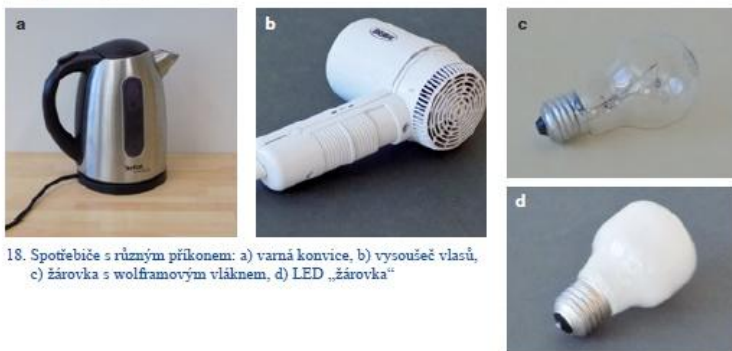 a
b
c
d
18. Spotřebiče s různým příkonem: a) varná konvice, b) vysoušeč vlasů,
c) žárovka s wolframovým vláknem, d) LED „žárovka“